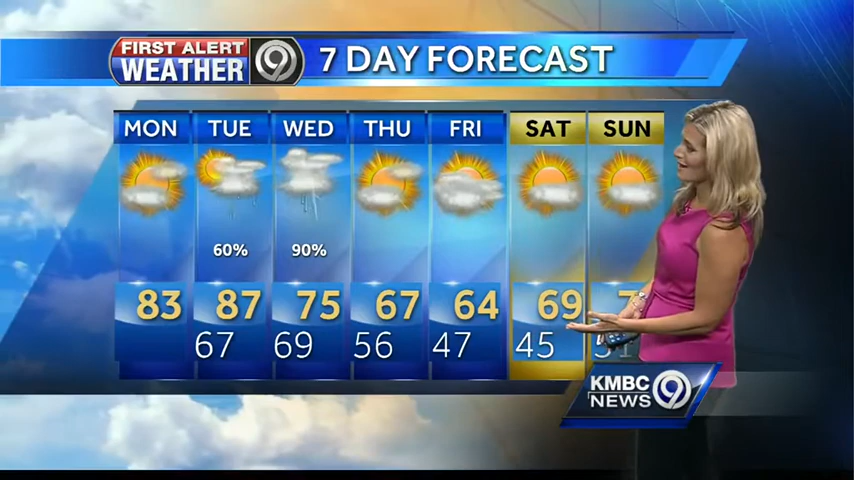 FIRST ALERT
WEATHER 9
7 DAY FORECAST
MON TUE WED THU FRI SAT SUN
60% 90%
83 87 75 67 64 69
67 69 56 47 45
KMBC
NEWS 9